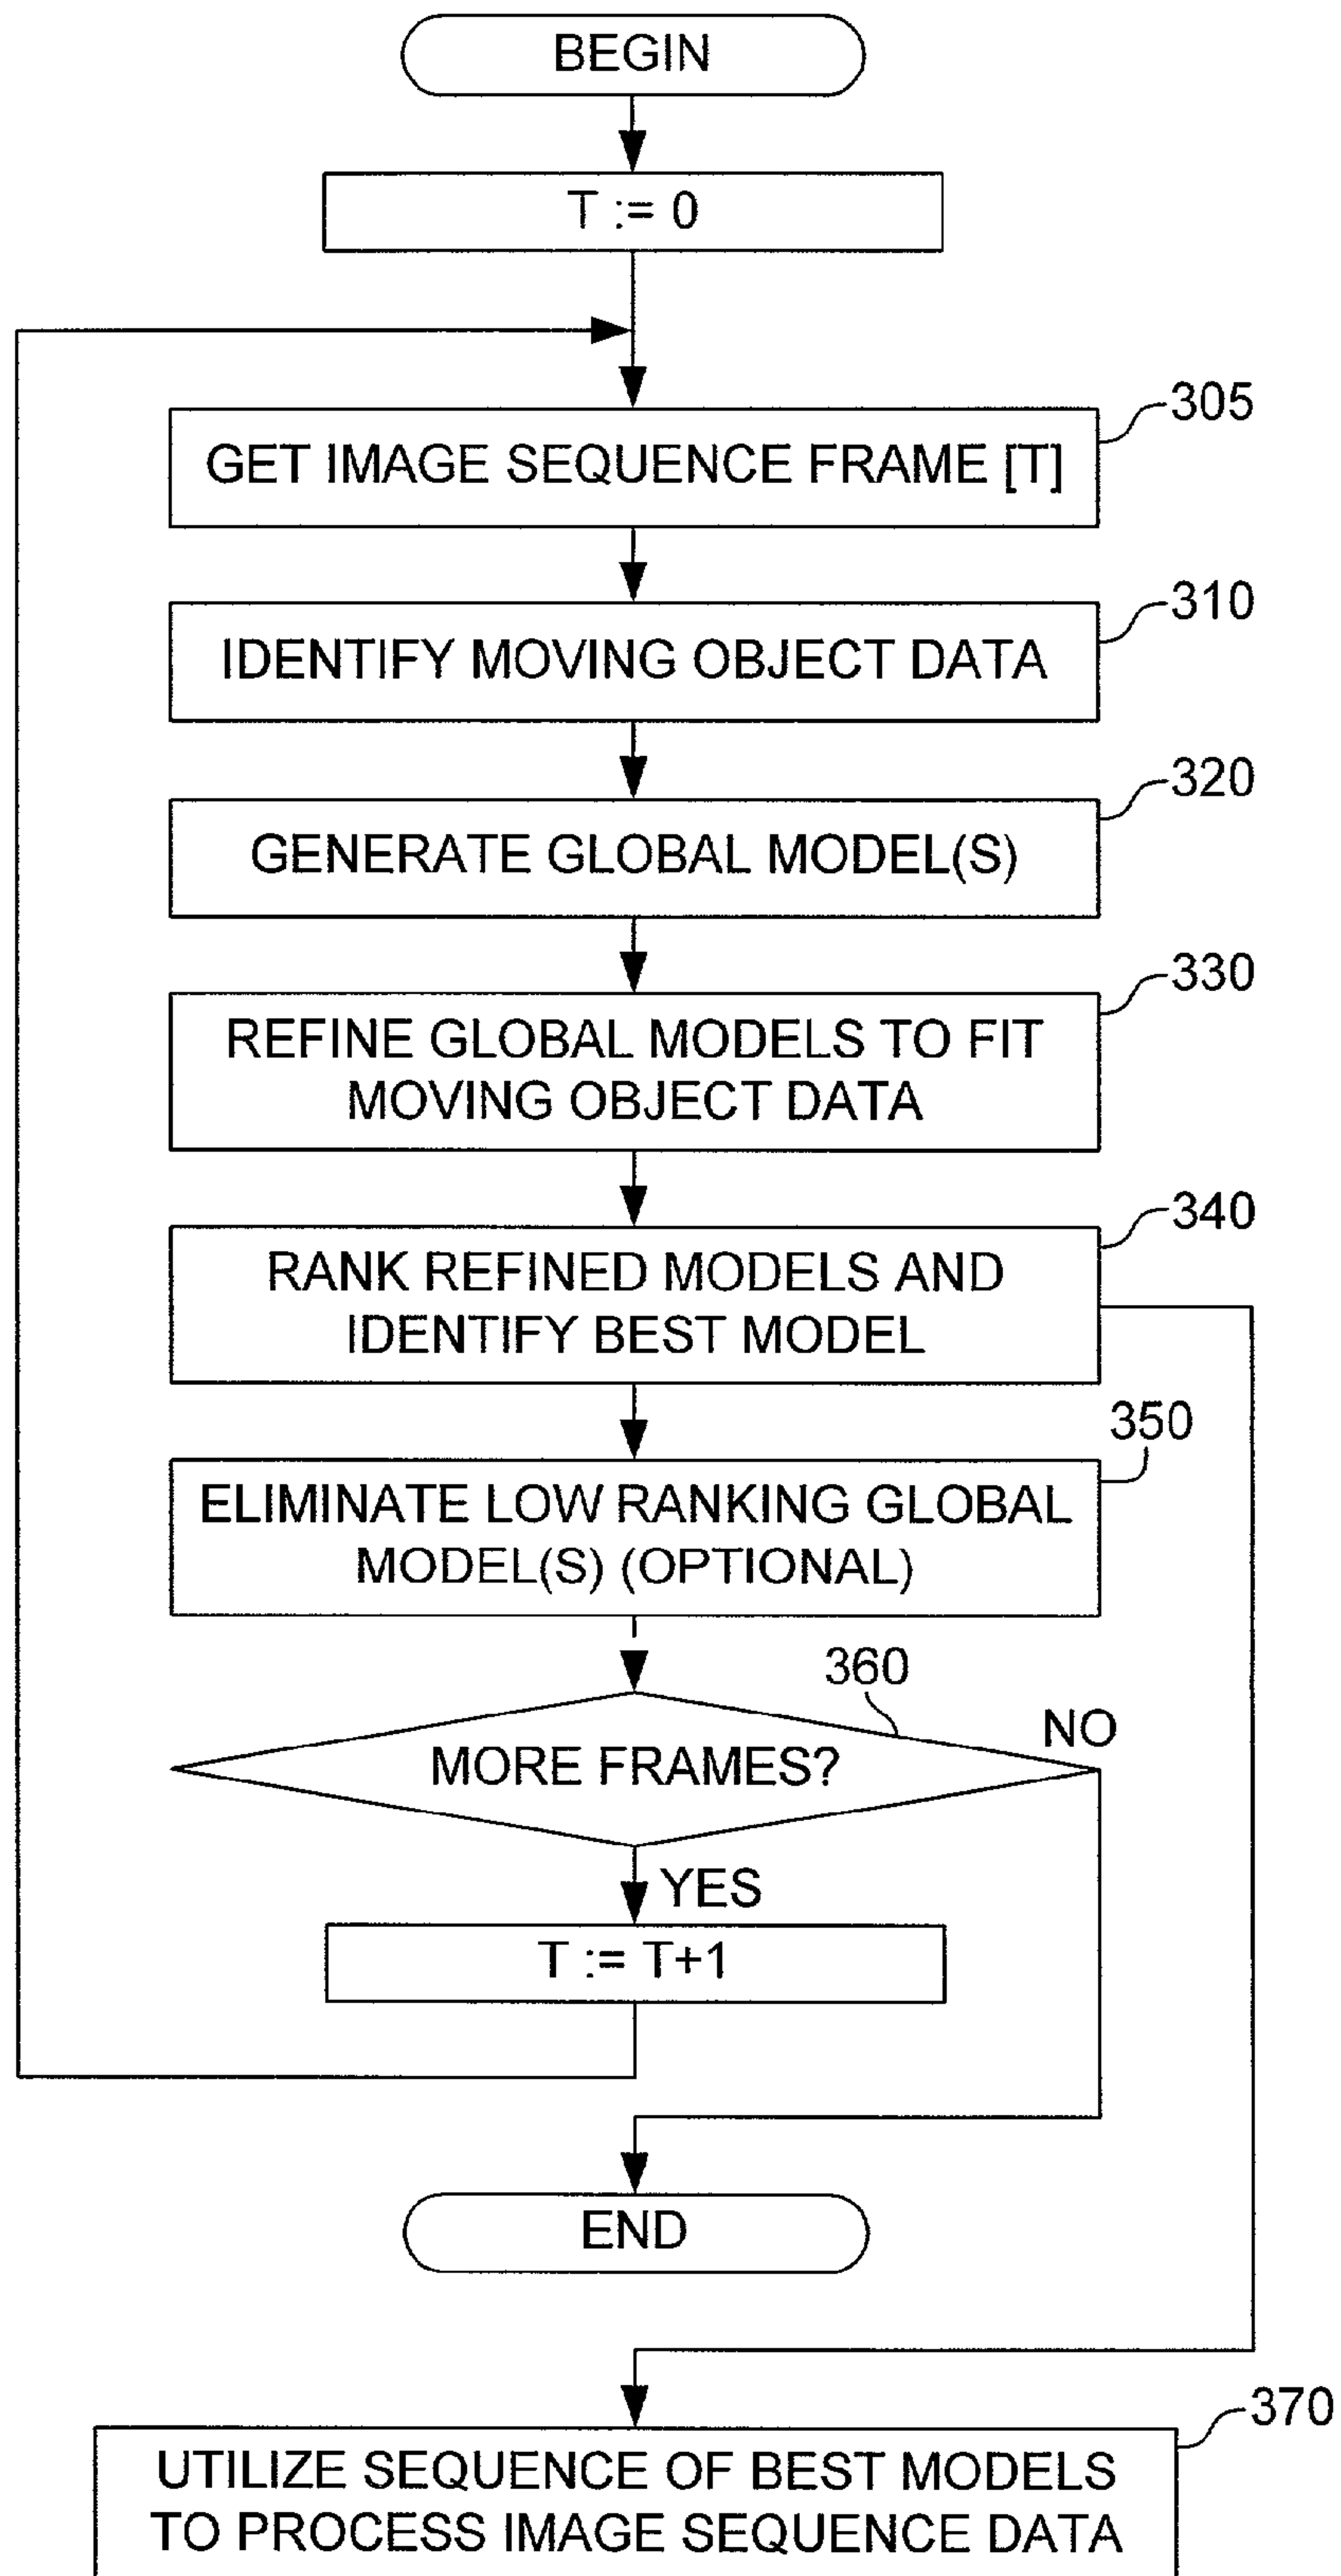 BEGIN
T := 0
305
GET IMAGE SEQUENCE FRAME [T]
310
IDENTIFY MOVING OBJECT DATA
320
GENERATE GLOBAL MODEL(S)
330
REFINE GLOBAL MODELS TO FIT
MOVING OBJECT DATA
340
RANK REFINED MODELS AND
IDENTIFY BEST MODEL
350
ELIMINATE LOW RANKING GLOBAL
MODEL(S) (OPTIONAL)
360
NO
MORE FRAMES?
YES
T := T+1
END
370
UTILIZE SEQUENCE OF BEST MODELS
TO PROCESS IMAGE SEQUENCE DATA